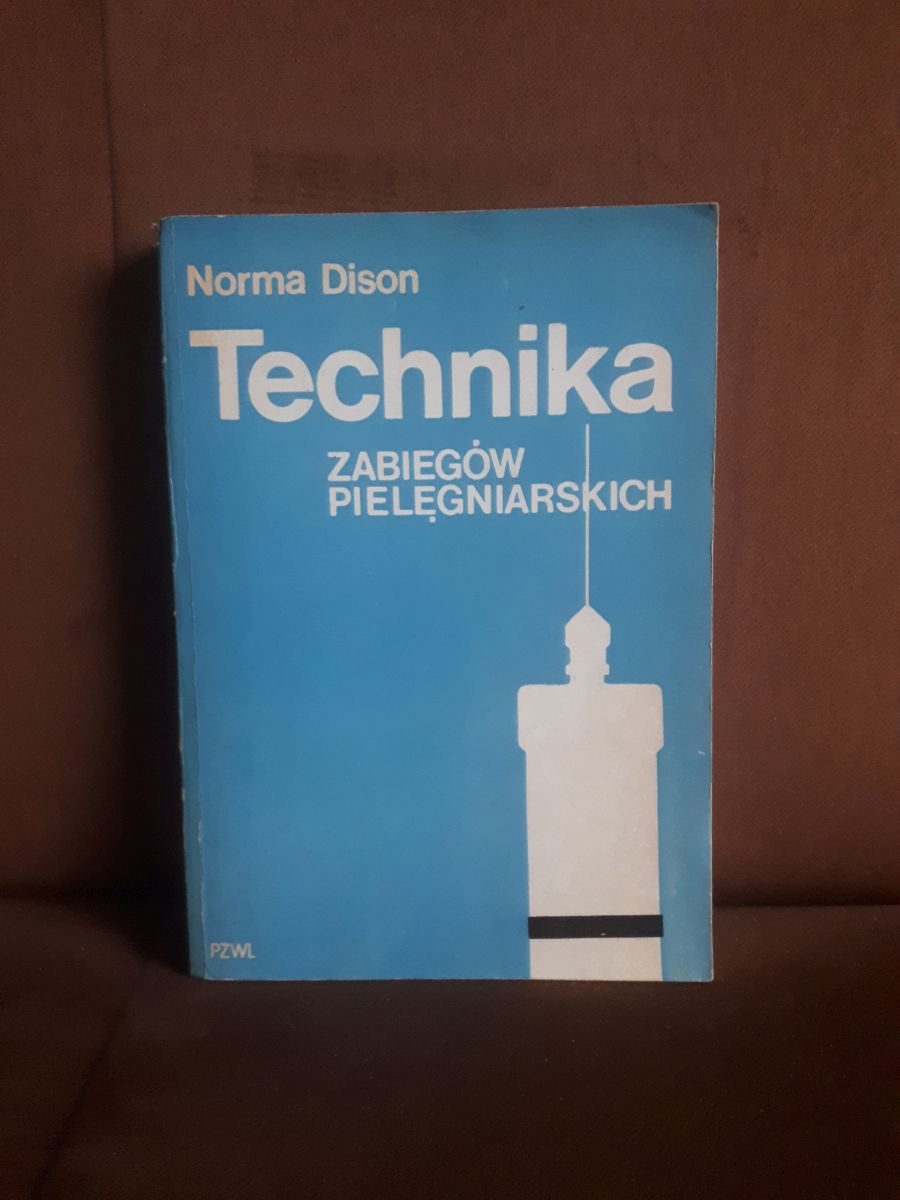 Norma Dison
Technika
ZABIEGÓW
PIELĘGNIARSKICH
PZWL